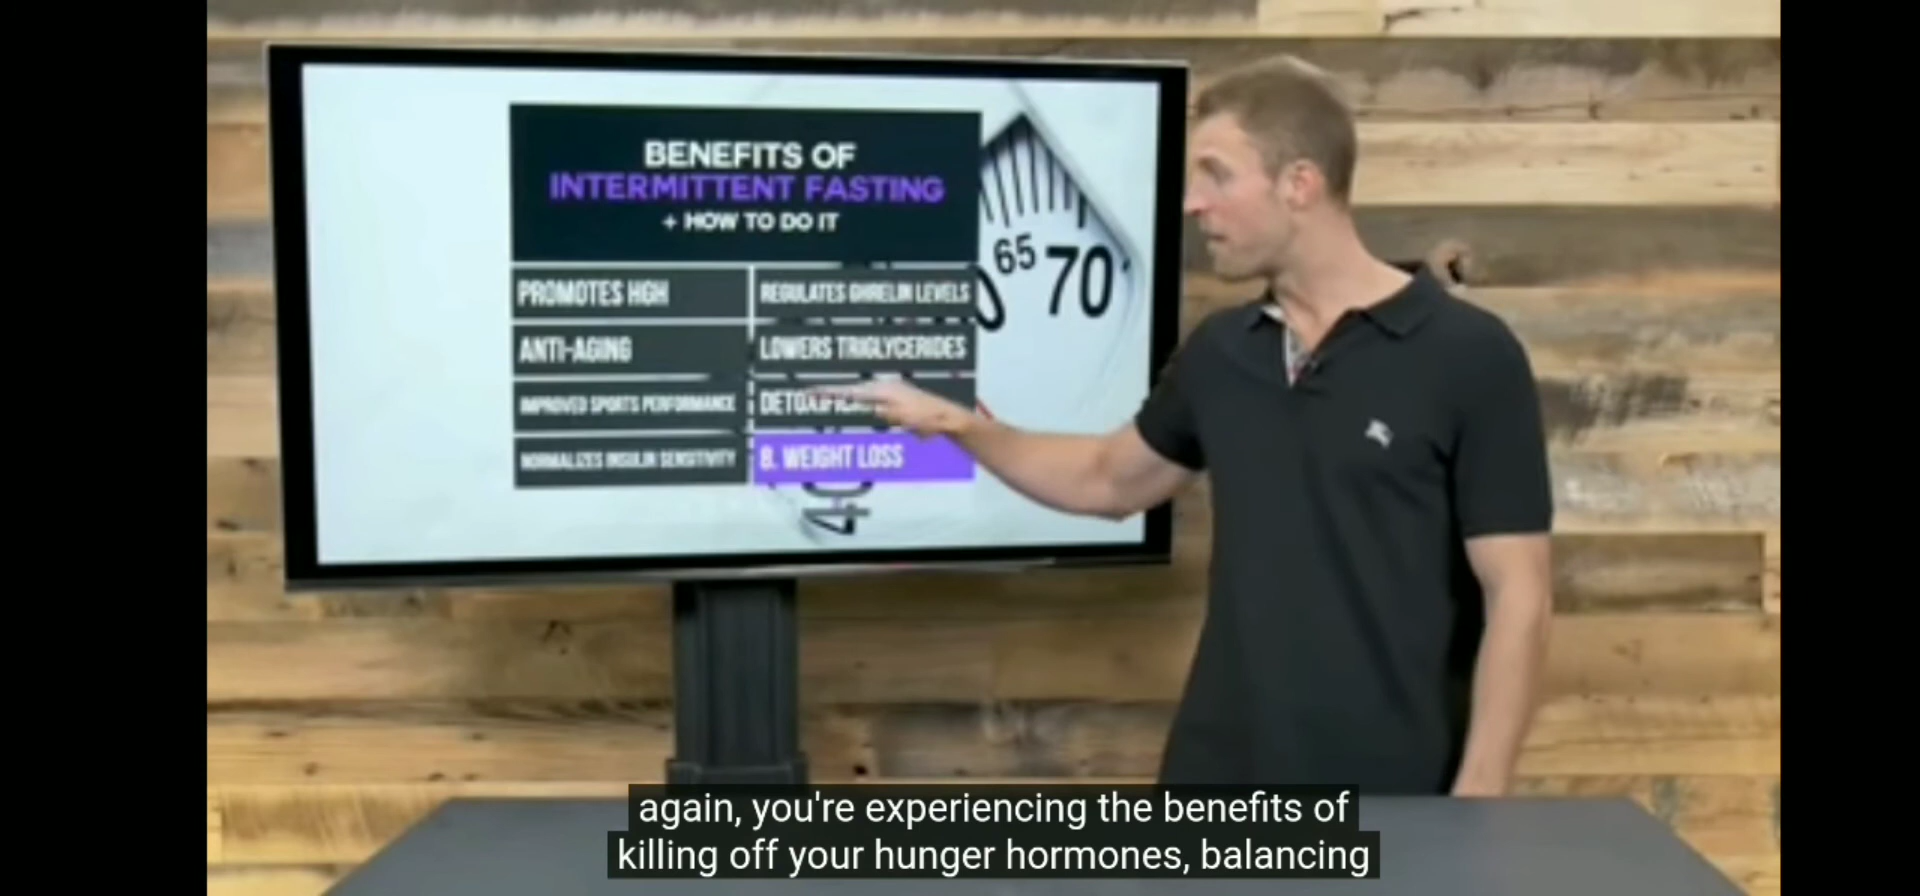 BENEFITS OF
INTERMITTENT FASTING
+ HOW TO DO IT
PROMOTES HGH
REGULATES GHRELIN LEVELS
ANTI-AGING
LOWERS TRIGLYCERIDES
IMPROVED SPORTS PERFORMANCE
NORMALIZES INSULIN SENSITIVITY
8. WEIGHT LOSS
65 70
again, you're experiencing the benefits of
killing off your hunger hormones, balancing